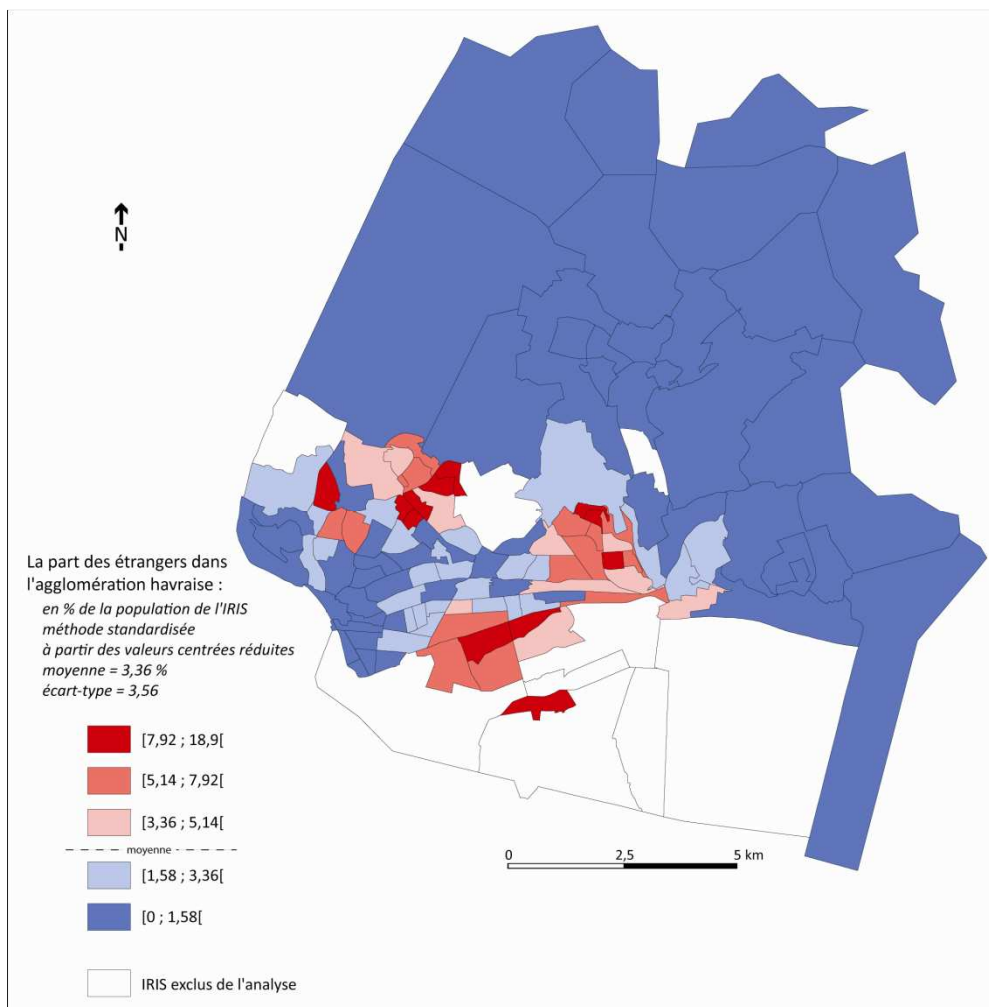 N
La part des étrangers dans
l'agglomération havraise :
en % de la population de l'IRIS
méthode standardisée
à partir des valeurs centrées réduites
moyenne = 3,36 %
écart-type = 3,56
[7,92 ; 18,9[
[5,14 ; 7,92[
[3,36 ; 5,14[
moyenne
[1,58 ; 3,36[
[0 ; 1,58[
IRIS exclus de l'analyse
0 2,5 5 km